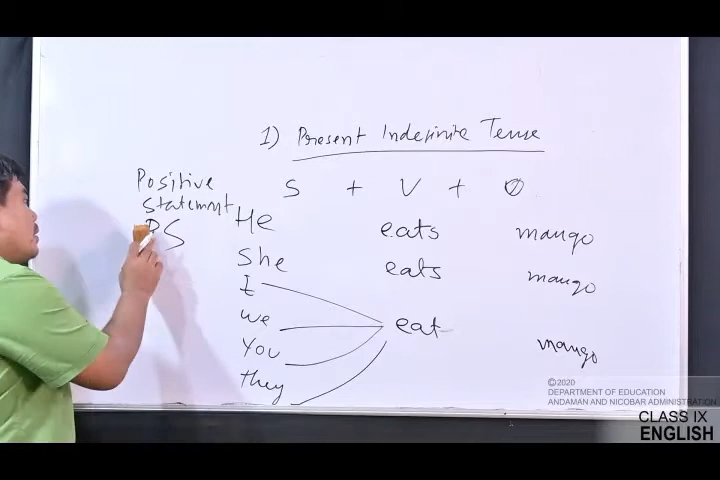 1) Present Indefinite Tense
Positive S + V + O
Statement
PS He eats mango
She eats mango
I
We eat mango
You
they
©2020
DEPARTMENT OF EDUCATION
ANDAMAN AND NICOBAR ADMINISTRATION
CLASS IX
ENGLISH